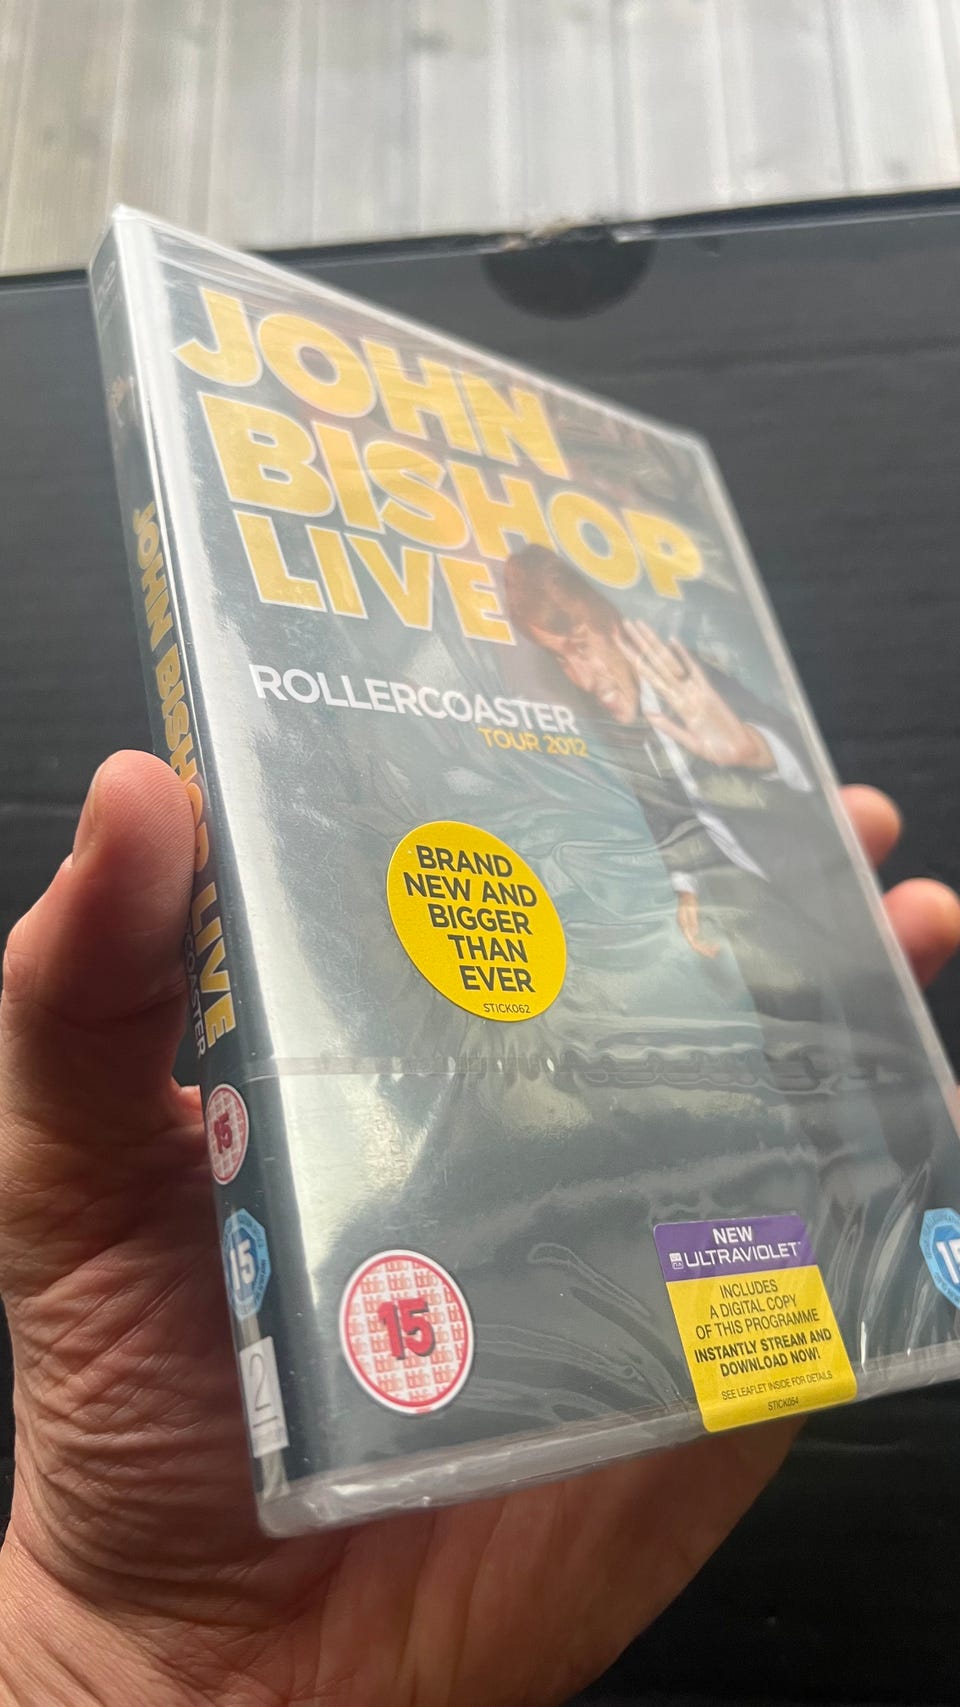 JOHN
BISHOP
LIVE
ROLLERCOASTER
TOUR 2012
BRAND
NEW AND
BIGGER
THAN
EVER
STICK062
15
NEW
ULTRAVIOLET
INCLUDES
A DIGITAL COPY
OF THIS PROGRAMME
INSTANTLY STREAM AND
DOWNLOAD NOW!
SEE LEAFLET INSIDE FOR DETAILS
STICK064
15
JOHN BISHOP LIVE
15
15
2